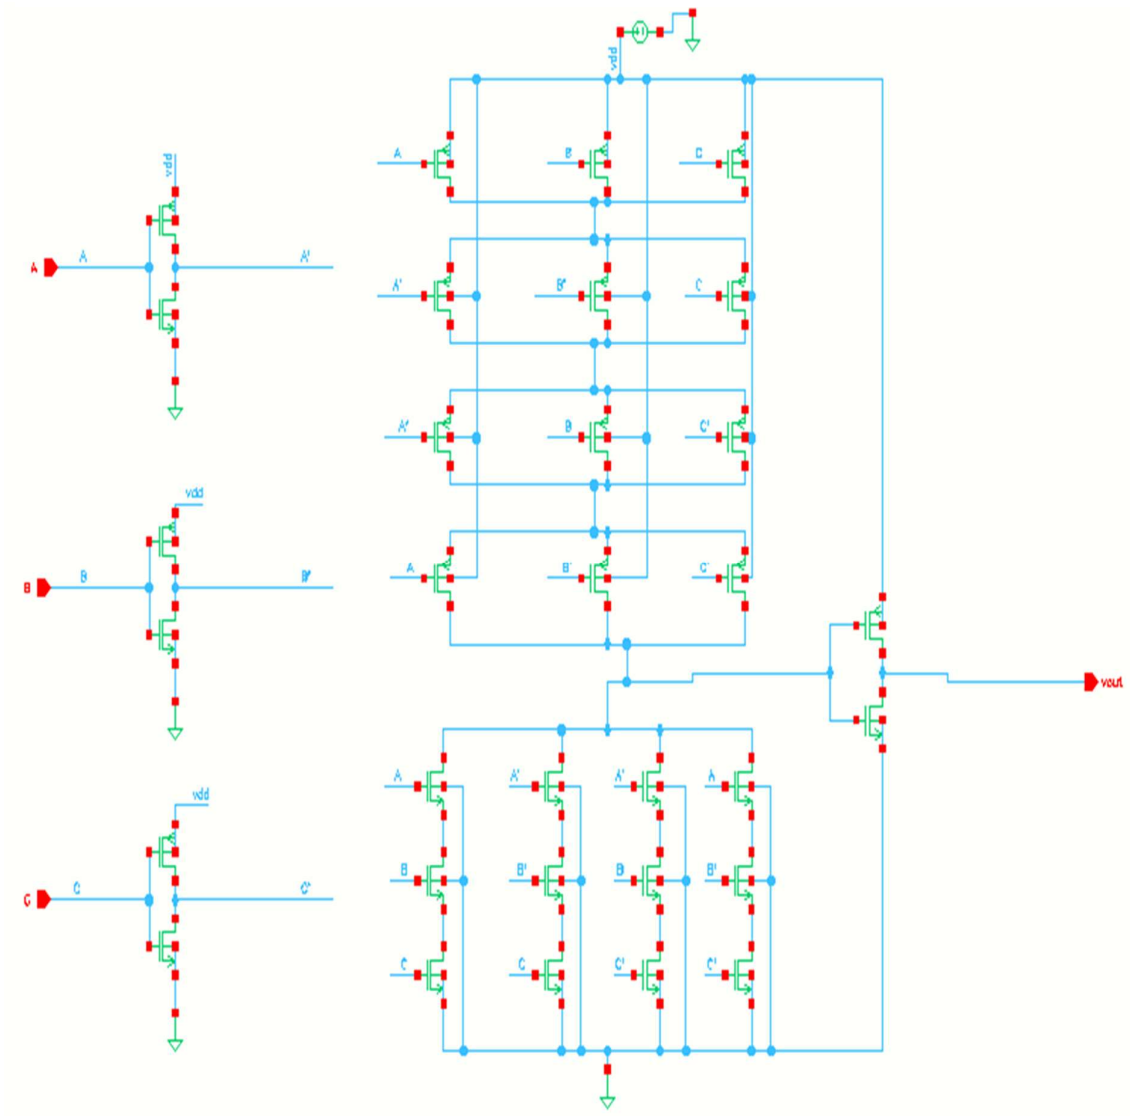 vdd
A B C
vdd
A A A'
A' B' C
A' B C'
vdd
A B' C'
B B B'
vout
A A' A' A
vdd
B B' B B'
C C C'
C C C' C'